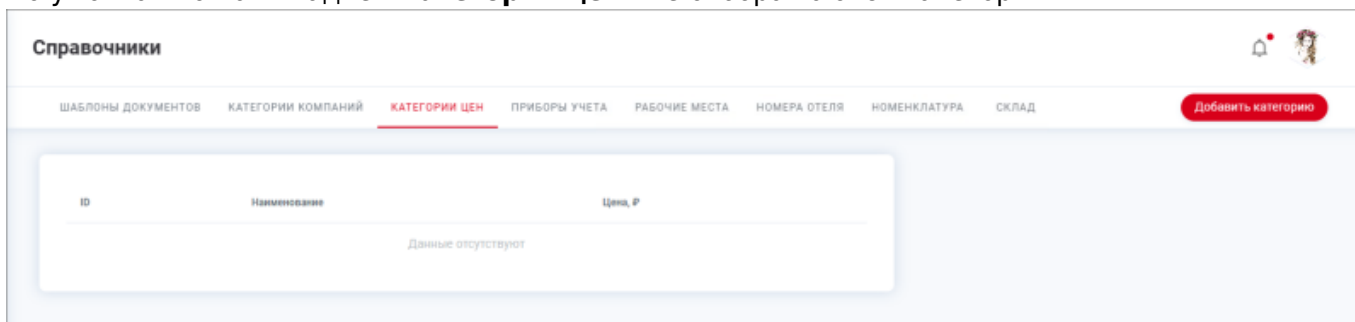 Справочники
ШАБЛОНЫ ДОКУМЕНТОВ КАТЕГОРИИ КОМПАНИЙ КАТЕГОРИИ ЦЕН ПРИБОРЫ УЧЕТА РАБОЧИЕ МЕСТА НОМЕРА ОТЕЛЯ НОМЕНКЛАТУРА СКЛАД Добавить категорию
ID Наименование Цена, ₽
Данные отсутствуют